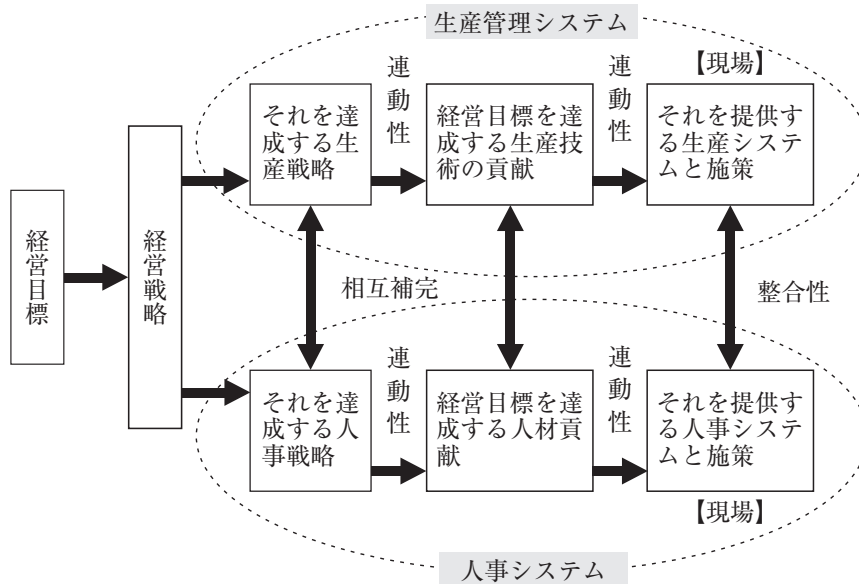 生産管理システム
連動性
連動性
【現場】
それを達
成する生
産戦略
経営目標を達
成する生産技
術の貢献
それを提供す
る生産システ
ムと施策
経営目標
経営戦略
相互補完
整合性
連動性
連動性
それを達
成する人
事戦略
経営目標を達
成する人材貢
献
それを提供す
る人事システ
ムと施策
【現場】
人事システム